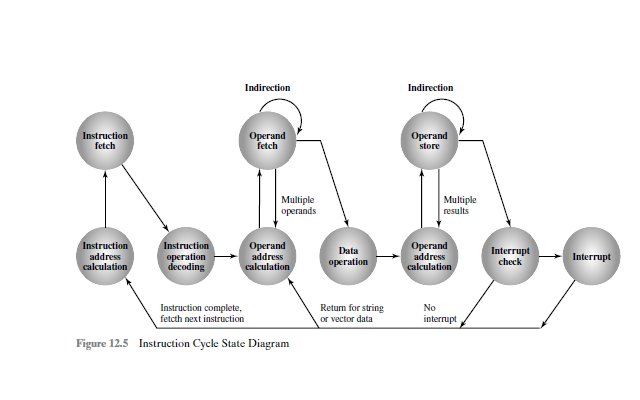 Indirection
Indirection
Instruction
fetch
Operand
fetch
Operand
store
Multiple
operands
Multiple
results
Instruction
address
calculation
Instruction
operation
decoding
Operand
address
calculation
Data
operation
Operand
address
calculation
Interrupt
check
Interrupt
Instruction complete,
fetcth next instruction
Return for string
or vector data
No
interrupt
Figure 12.5 Instruction Cycle State Diagram